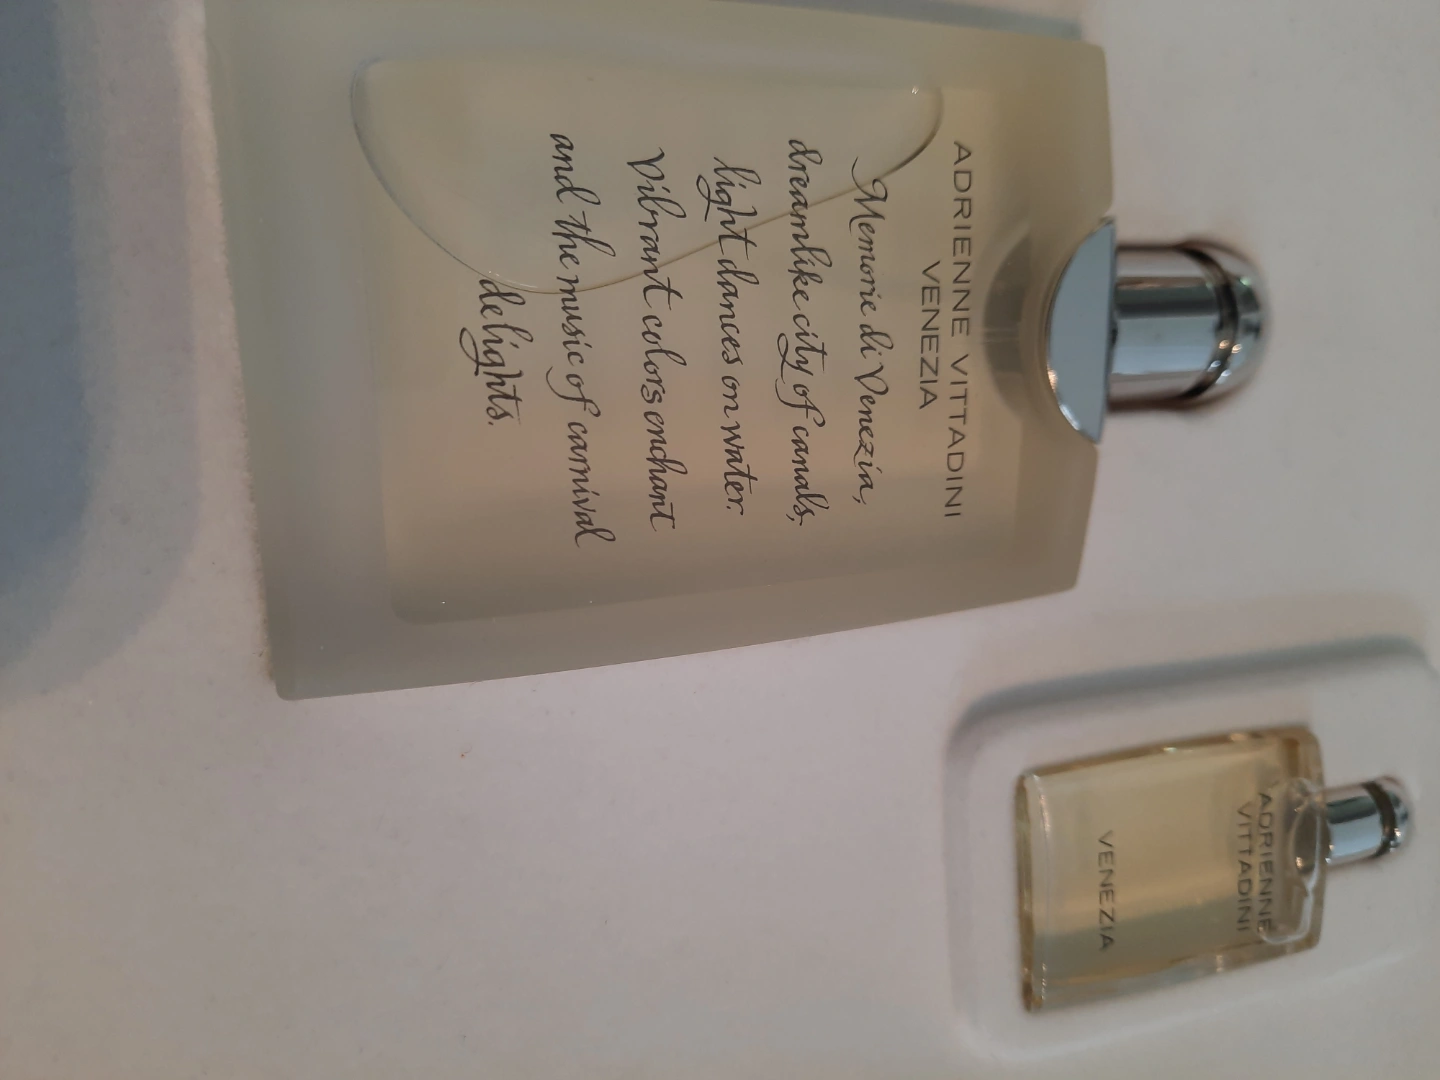 ADRIENNE VITTADINI
VENEZIA
Memorie di Venezia,
dreamlike city of canals,
light dances on water.
Vibrant colors enchant
and the music of carnival
delights.
ADRIENNE
VITTADINI
VENEZIA